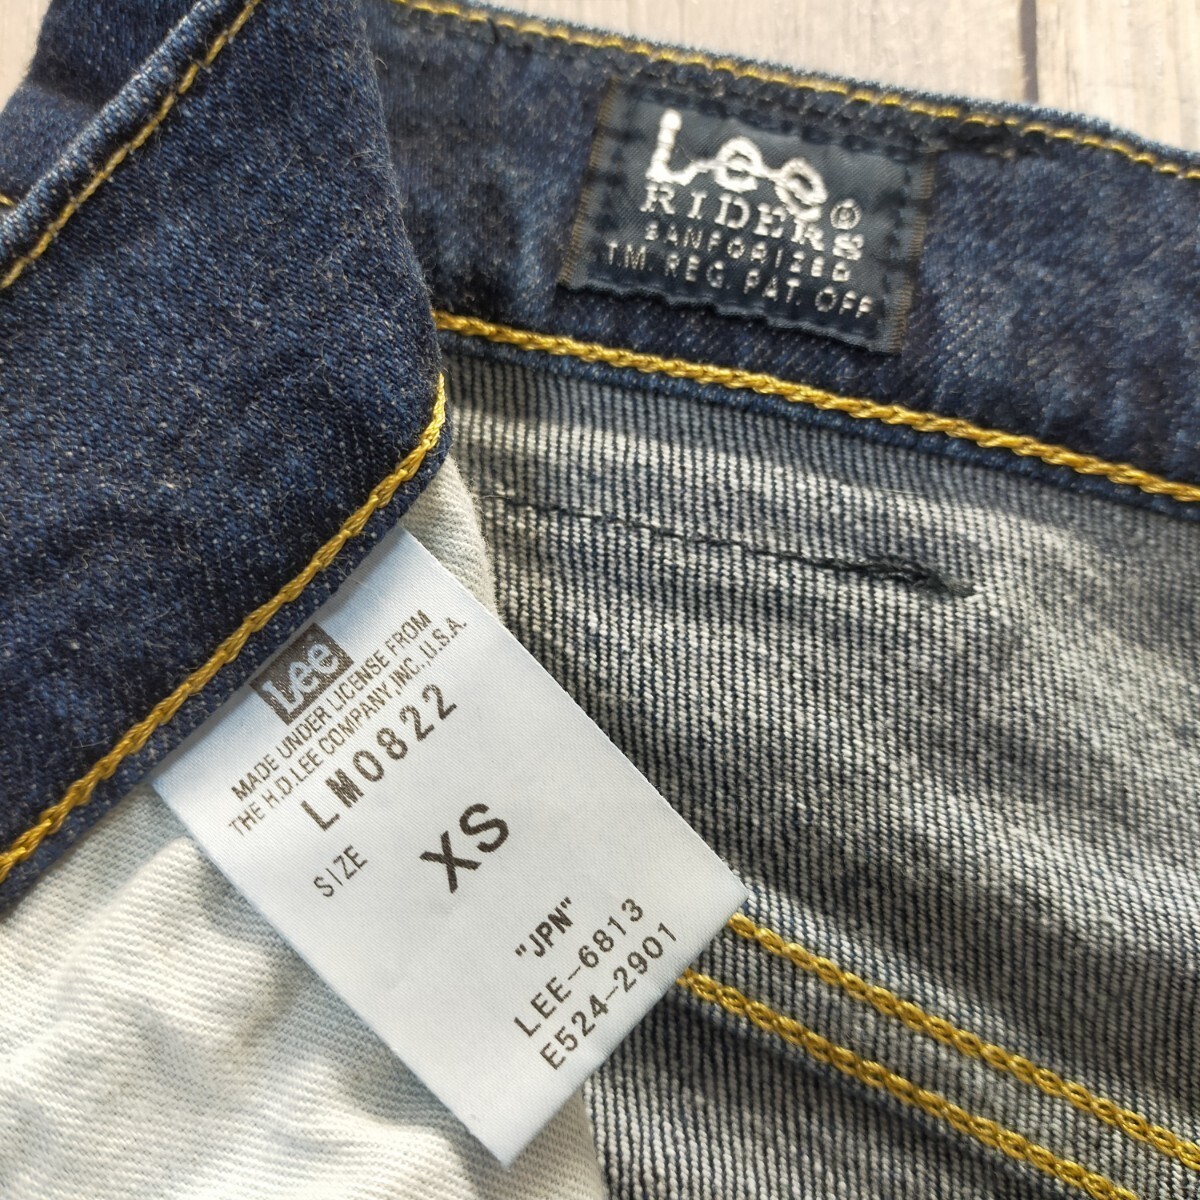 Lee®
RIDERS
SANFORIZED
T.M. REG. PAT. OFF
Lee
MADE UNDER LICENSE FROM
THE H.D.LEE COMPANY,INC.,U.S.A.
LM0822
SIZE XS
"JPN"
LEE-6813
E524-2901